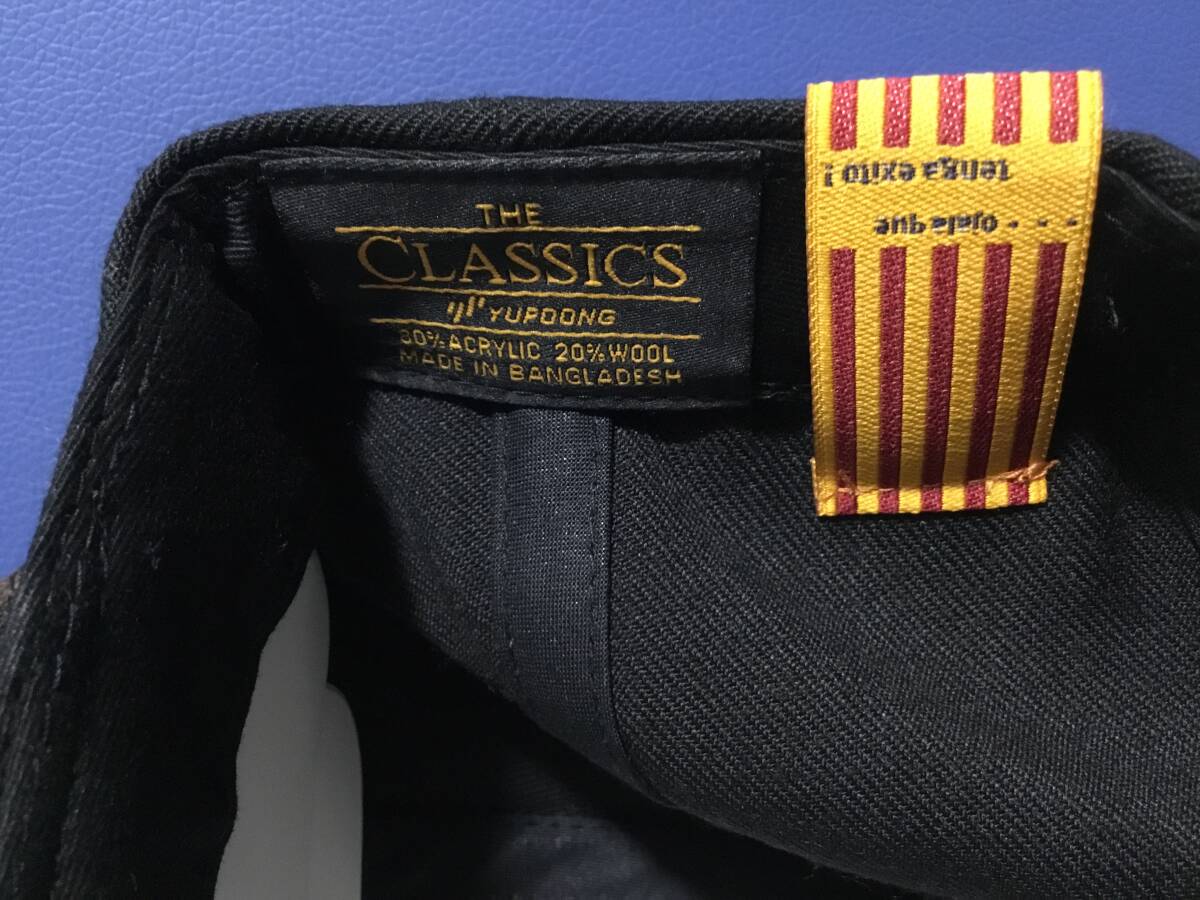 THE
CLASSICS
YUPOONG
80% ACRYLIC 20% WOOL
MADE IN BANGLADESH
· · · ojala que
tenga exito !